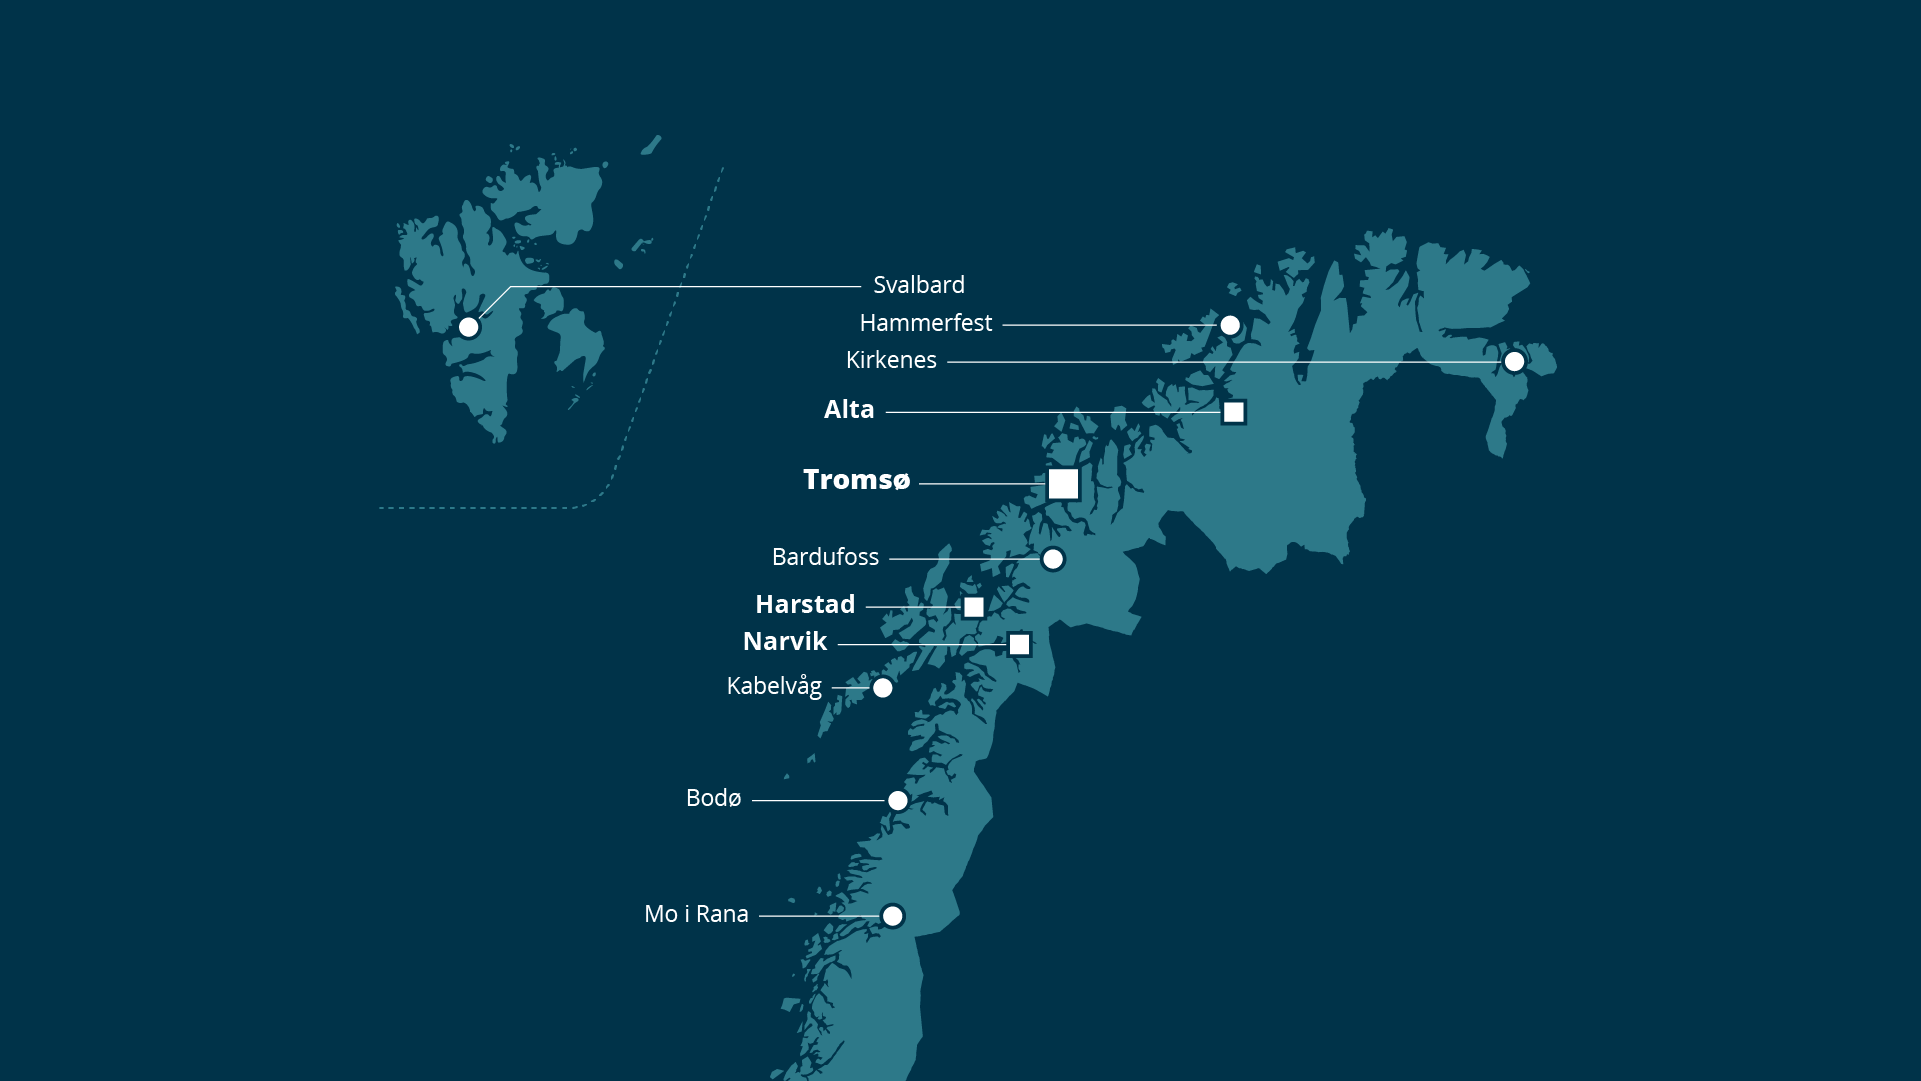 Svalbard
Hammerfest
Kirkenes
Alta
Tromsø
Bardufoss
Harstad
Narvik
Kabelvåg
Bodø
Mo i Rana